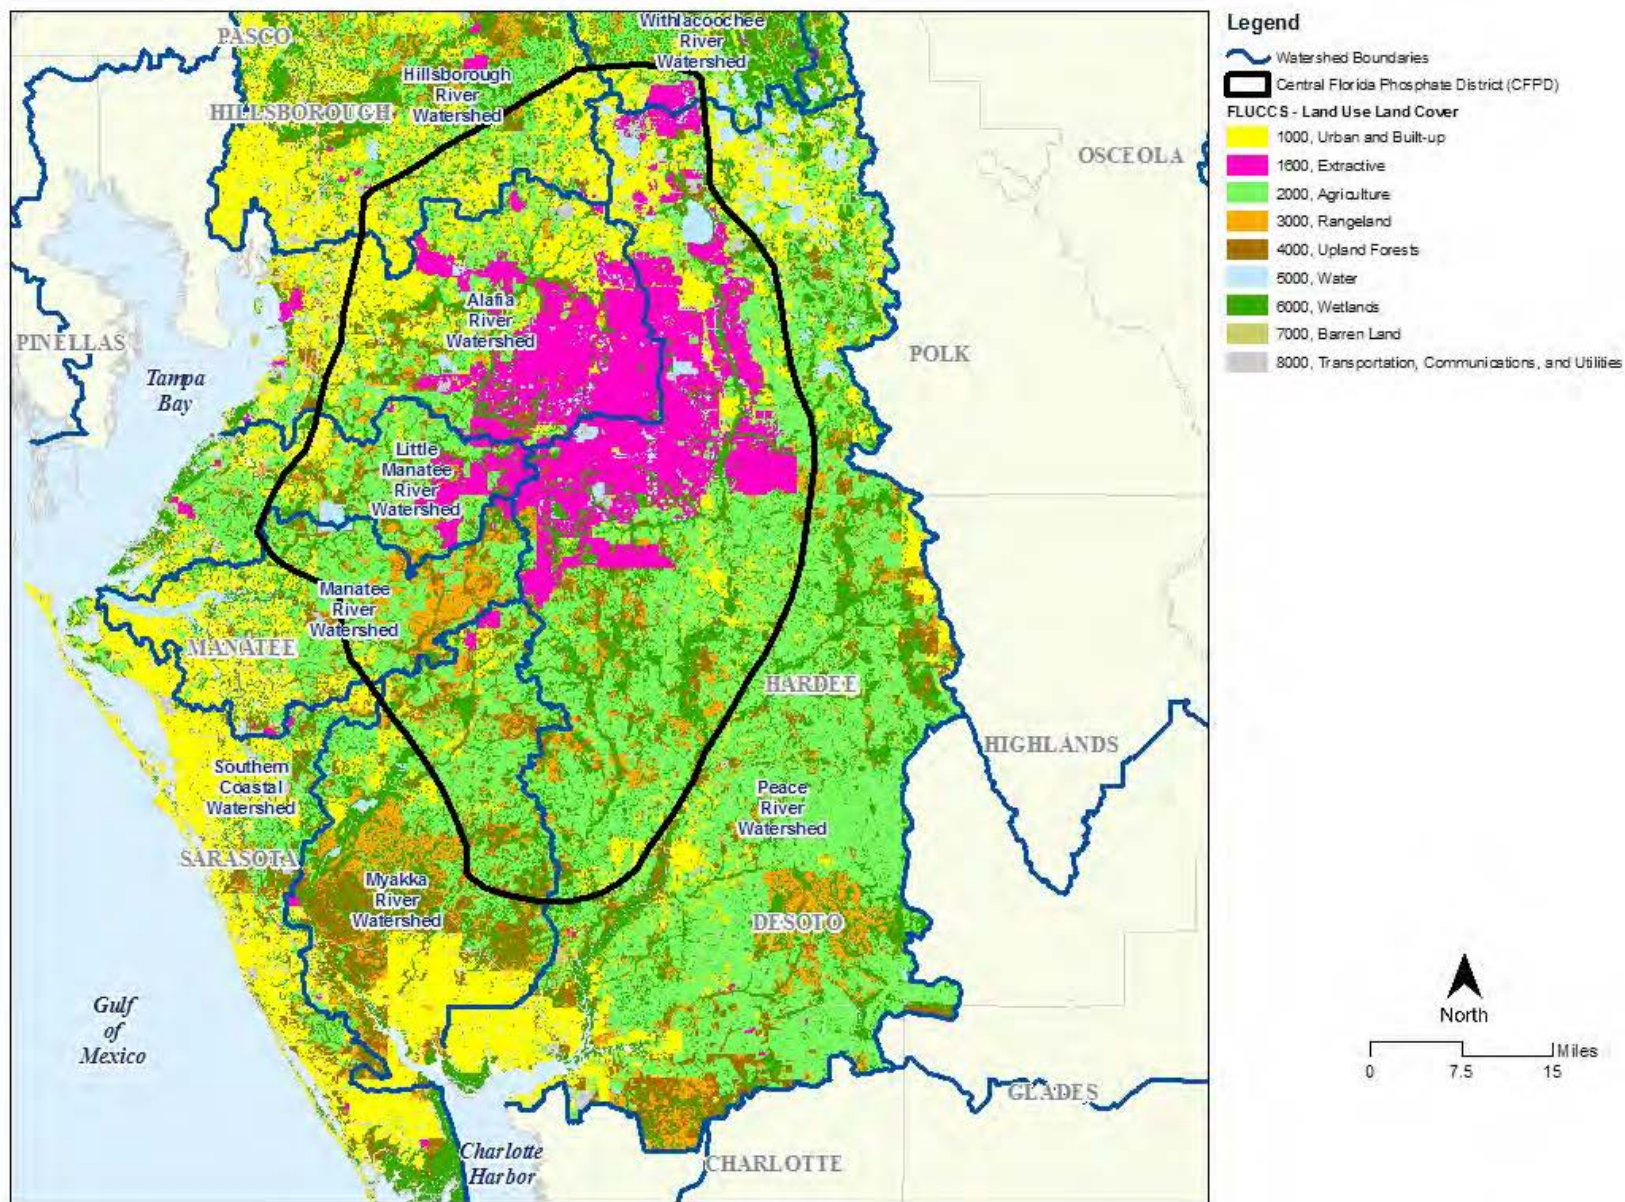 PASCO
Withlacoochee
River
Watershed
Hillsborough
River
Watershed
HILLSBOROUGH
OSCEOLA
Alafia
River
Watershed
PINELLAS
POLK
Tampa
Bay
Little
Manatee
River
Watershed
Manatee
River
Watershed
MANATEE
HARDEE
HIGHLANDS
Southern
Coastal
Watershed
Peace
River
Watershed
SARASOTA
Myakka
River
Watershed
DESOTO
Gulf
of
Mexico
GLADES
Charlotte
Harbor
CHARLOTTE
Legend
Watershed Boundaries
Central Florida Phosphate District (CFPD)
FLUCCS - Land Use Land Cover
1000, Urban and Built-up
1600, Extractive
2000, Agriculture
3000, Rangeland
4000, Upland Forests
5000, Water
6000, Wetlands
7000, Barren Land
8000, Transportation, Communications, and Utilities
North
Miles
0 7.5 15